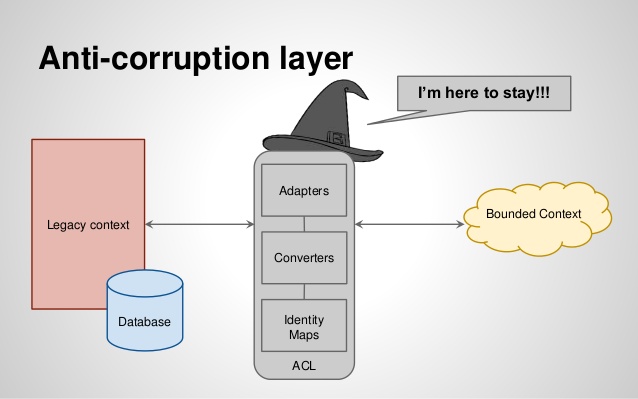 Anti-corruption layer
I'm here to stay!!!
Legacy context
Database
Adapters
Converters
Identity
Maps
ACL
Bounded Context